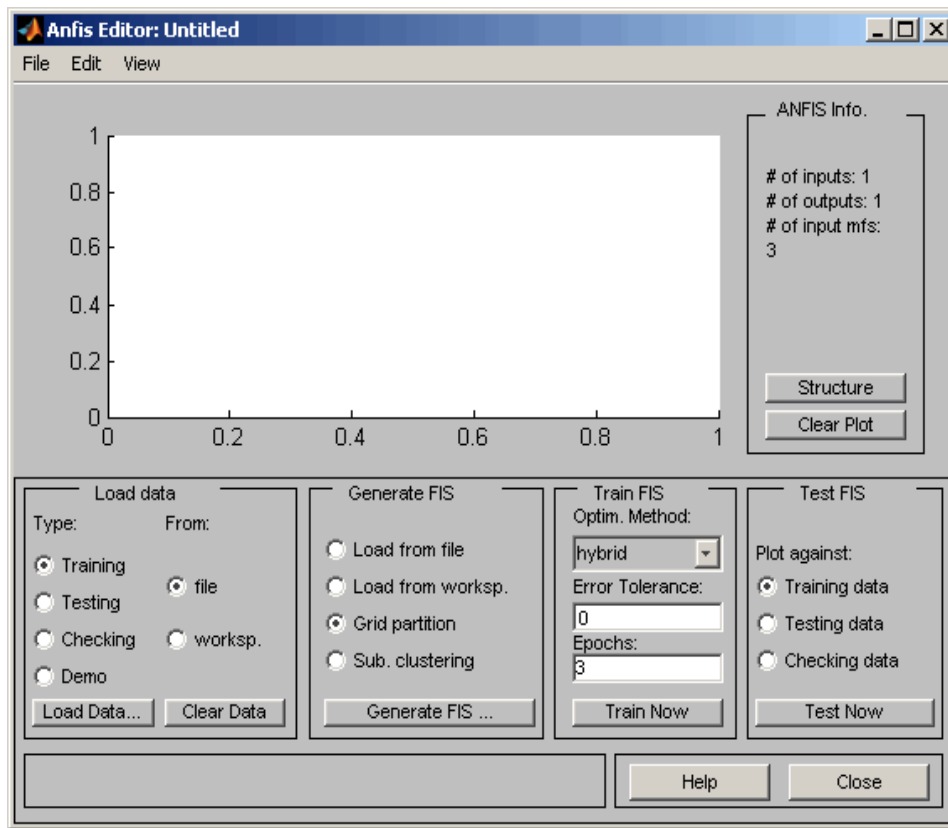 Anfis Editor: Untitled
File Edit View
1
0.8
0.6
0.4
0.2
0
0 0.2 0.4 0.6 0.8 1
ANFIS Info.
# of inputs: 1
# of outputs: 1
# of input mfs:
3
Structure
Clear Plot
Load data
Type: From:
Training
file
Testing
Checking
worksp.
Demo
Load Data... Clear Data
Generate FIS
Load from file
Load from worksp.
Grid partition
Sub. clustering
Generate FIS ...
Train FIS
Optim. Method:
hybrid
Error Tolerance:
0
Epochs:
3
Train Now
Test FIS
Plot against:
Training data
Testing data
Checking data
Test Now
Help Close